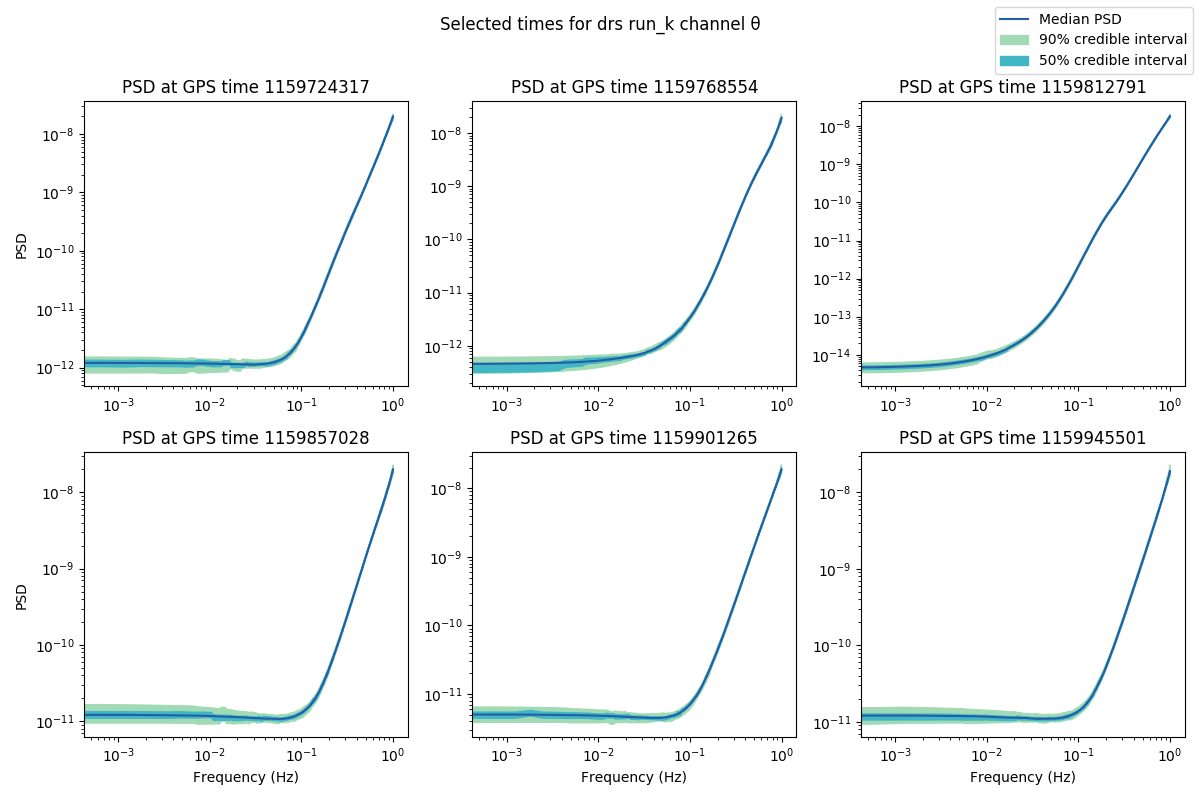 Selected times for drs run_k channel θ
Median PSD
90% credible interval
50% credible interval
PSD at GPS time 1159724317
PSD
10⁻⁸
10⁻⁹
10⁻¹⁰
10⁻¹¹
10⁻¹²
10⁻³ 10⁻² 10⁻¹ 10⁰
PSD at GPS time 1159768554
10⁻⁸
10⁻⁹
10⁻¹⁰
10⁻¹¹
10⁻¹²
10⁻³ 10⁻² 10⁻¹ 10⁰
PSD at GPS time 1159812791
10⁻⁸
10⁻⁹
10⁻¹⁰
10⁻¹¹
10⁻¹²
10⁻¹³
10⁻¹⁴
10⁻³ 10⁻² 10⁻¹ 10⁰
PSD at GPS time 1159857028
PSD
10⁻⁸
10⁻⁹
10⁻¹⁰
10⁻¹¹
10⁻³ 10⁻² 10⁻¹ 10⁰
Frequency (Hz)
PSD at GPS time 1159901265
10⁻⁸
10⁻⁹
10⁻¹⁰
10⁻¹¹
10⁻³ 10⁻² 10⁻¹ 10⁰
Frequency (Hz)
PSD at GPS time 1159945501
10⁻⁸
10⁻⁹
10⁻¹⁰
10⁻¹¹
10⁻³ 10⁻² 10⁻¹ 10⁰
Frequency (Hz)